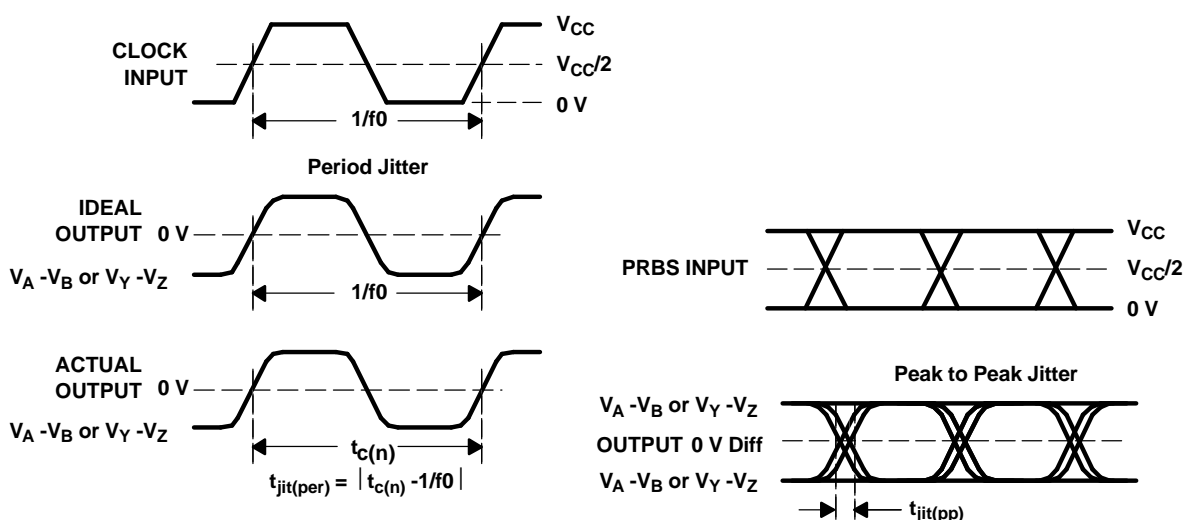 CLOCK
INPUT
V_CC
V_CC/2
0 V
1/f0
Period Jitter
IDEAL
OUTPUT 0 V
V_A -V_B or V_Y -V_Z
1/f0
ACTUAL
OUTPUT 0 V
V_A -V_B or V_Y -V_Z
t_c(n)
t_jit(per) = | t_c(n) -1/f0 |
PRBS INPUT
V_CC
V_CC/2
0 V
Peak to Peak Jitter
V_A -V_B or V_Y -V_Z
OUTPUT 0 V Diff
V_A -V_B or V_Y -V_Z
t_jit(pp)